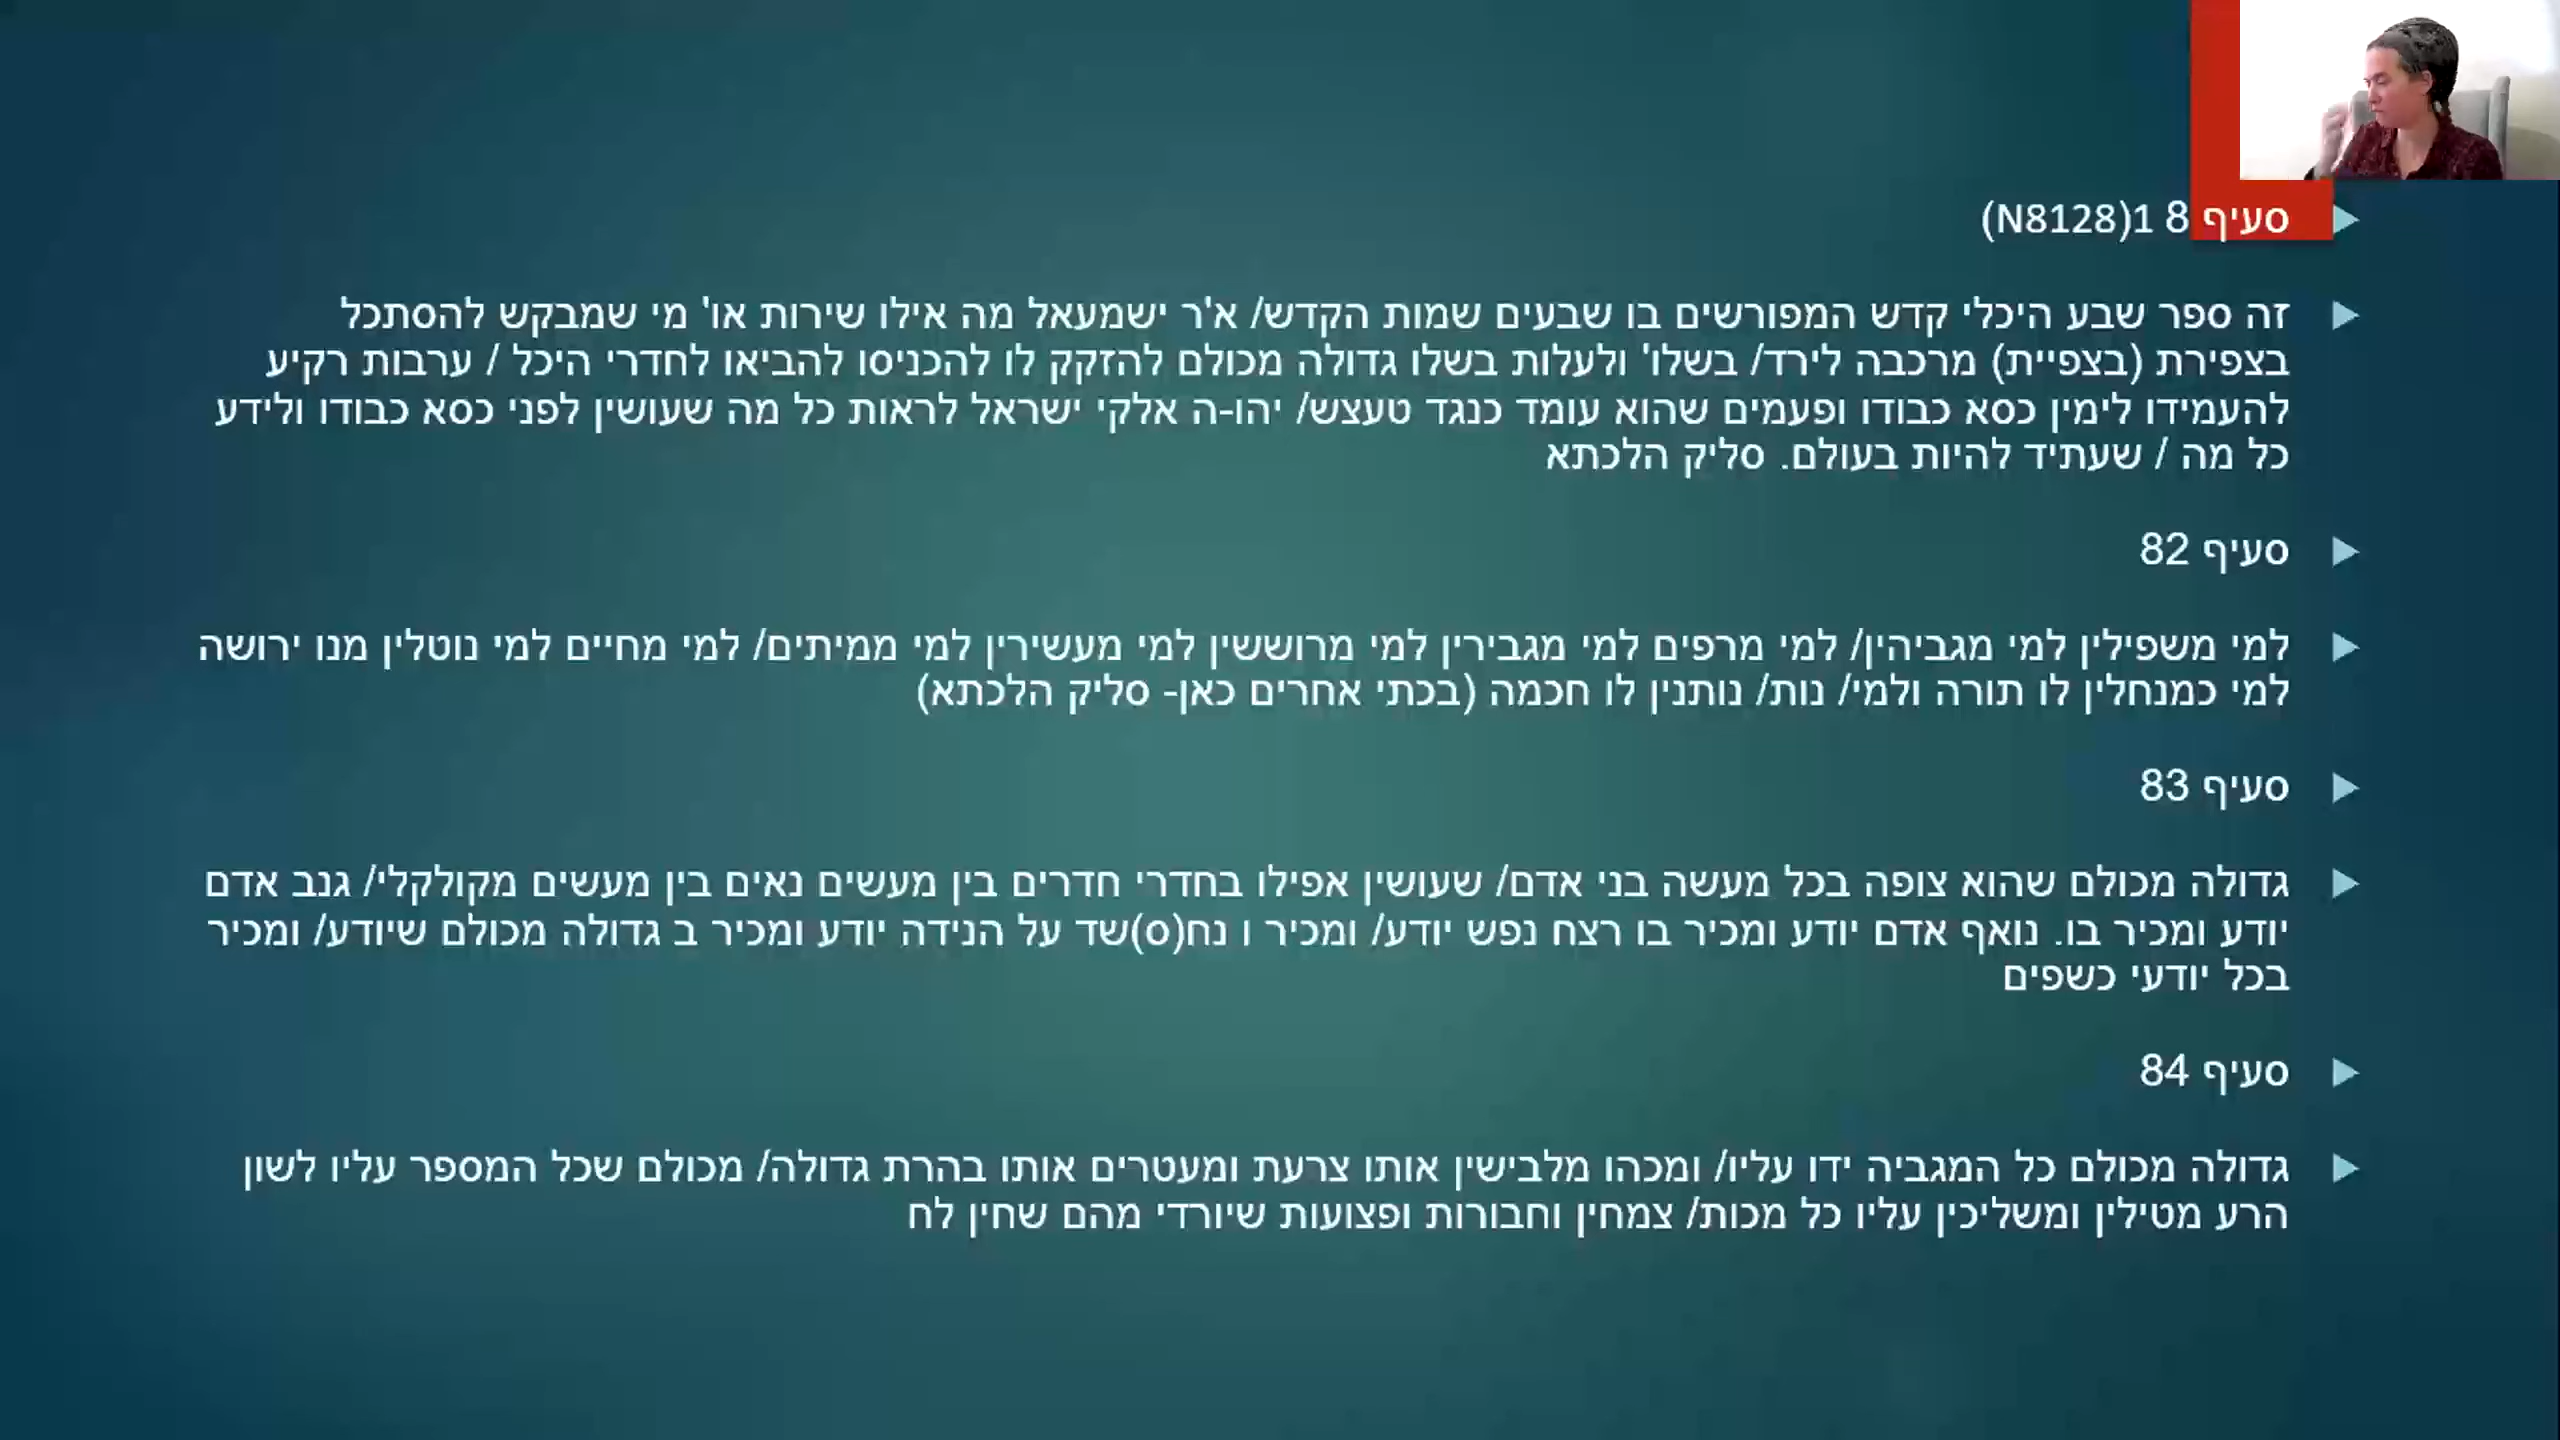 סעיף 8 1(N8128)
זה ספר שבע היכלי קדש המפורשים בו שבעים שמות הקדש/ א'ר ישמעאל מה אילו שירות או' מי שמבקש להסתכל
בצפירת (בצפיית) מרכבה לירד/ בשלו' ולעלות בשלו גדולה מכולם להזקק לו להכניסו להביאו לחדרי היכל / ערבות רקיע
להעמידו לימין כסא כבודו ופעמים שהוא עומד כנגד טעצש/ יהו-ה אלקי ישראל לראות כל מה שעושין לפני כסא כבודו ולידע
כל מה / שעתיד להיות בעולם. סליק הלכתא
סעיף 82
למי משפילין למי מגביהין/ למי מרפים למי מגבירין למי מרוששין למי מעשירין למי ממיתים/ למי מחיים למי נוטלין מנו ירושה
למי כמנחלין לו תורה ולמי/ נות/ נותנין לו חכמה (בכתי אחרים כאן- סליק הלכתא)
סעיף 83
גדולה מכולם שהוא צופה בכל מעשה בני אדם/ שעושין אפילו בחדרי חדרים בין מעשים נאים בין מעשים מקולקלי/ גנב אדם
יודע ומכיר בו. נואף אדם יודע ומכיר בו רצח נפש יודע/ ומכיר ו נח(ס)שד על הנידה יודע ומכיר ב גדולה מכולם שיודע/ ומכיר
בכל יודעי כשפים
סעיף 84
גדולה מכולם כל המגביה ידו עליו/ ומכהו מלבישין אותו צרעת ומעטרים אותו בהרת גדולה/ מכולם שכל המספר עליו לשון
הרע מטילין ומשליכין עליו כל מכות/ צמחין וחבורות ופצועות שיורדי מהם שחין לח